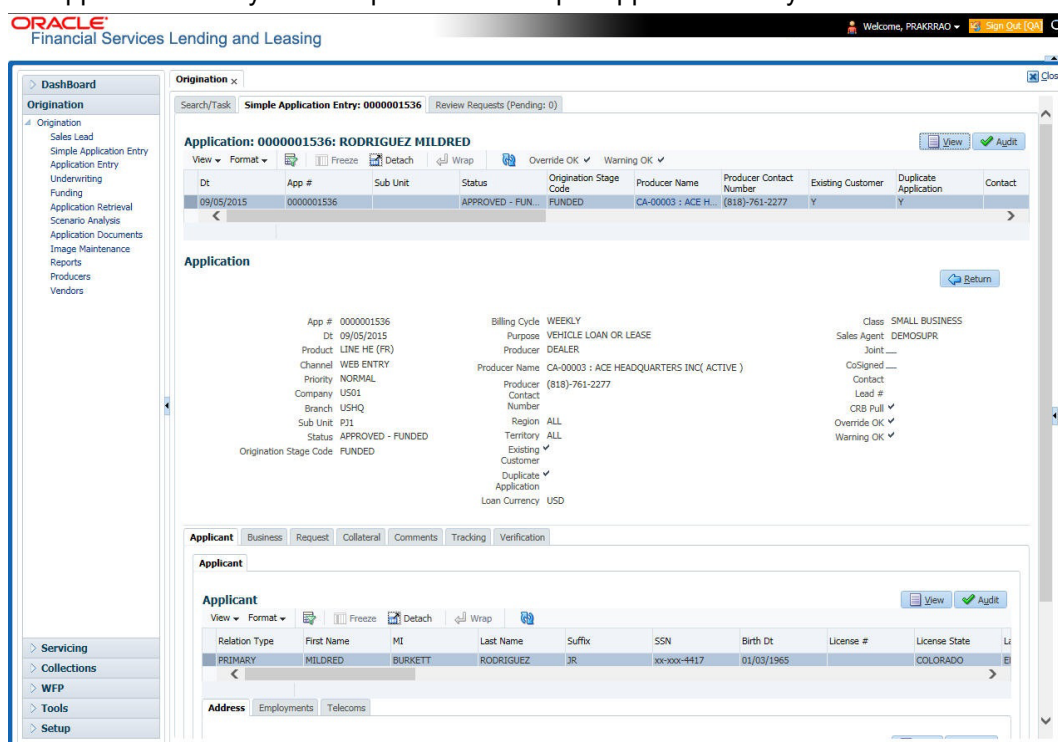 ORACLE
Financial Services Lending and Leasing
Welcome, PRAKRRAO
Sign Out [QA]
DashBoard
Origination
Origination
Sales Lead
Simple Application Entry
Application Entry
Underwriting
Funding
Application Retrieval
Scenario Analysis
Application Documents
Image Maintenance
Reports
Producers
Vendors
Servicing
Collections
WFP
Tools
Setup
Origination
Search/Task Simple Application Entry: 0000001536 Review Requests (Pending: 0)
Application: 0000001536: RODRIGUEZ MILDRED View Audit
View Format Freeze Detach Wrap Override OK Warning OK
Dt App # Sub Unit Status Origination Stage Code Producer Name Producer Contact Number Existing Customer Duplicate Application Contact
09/05/2015 0000001536 APPROVED - FUN... FUNDED CA-00003 : ACE H... (818)-761-2277 Y Y
Application
Return
App # 0000001536
Dt 09/05/2015
Product LINE HE (FR)
Channel WEB ENTRY
Priority NORMAL
Company US01
Branch USHQ
Sub Unit PJ1
Status APPROVED - FUNDED
Origination Stage Code FUNDED
Billing Cycle WEEKLY
Purpose VEHICLE LOAN OR LEASE
Producer DEALER
Producer Name CA-00003 : ACE HEADQUARTERS INC( ACTIVE )
Producer Contact Number (818)-761-2277
Region ALL
Territory ALL
Existing Customer
Duplicate Application
Loan Currency USD
Class SMALL BUSINESS
Sales Agent DEMOSUPR
Joint
CoSigned
Contact
Lead #
CRB Pull
Override OK
Warning OK
Applicant Business Request Collateral Comments Tracking Verification
Applicant
Applicant View Audit
View Format Freeze Detach Wrap
Relation Type First Name MI Last Name Suffix SSN Birth Dt License # License State
PRIMARY MILDRED BURKETT RODRIGUEZ JR xx-xxx-4417 01/03/1965 COLORADO
Address Employments Telecoms